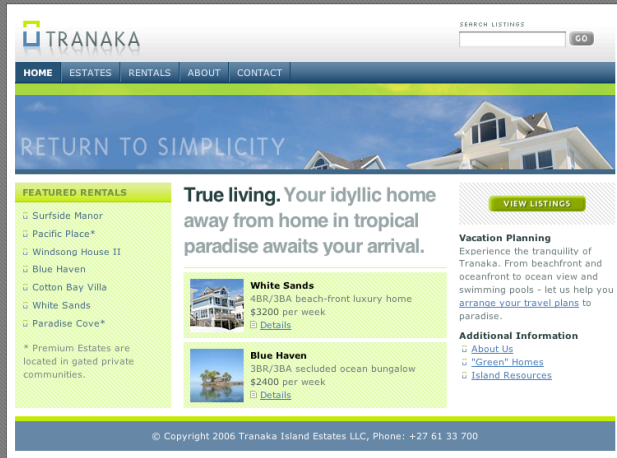 TRANAKA
SEARCH LISTINGS
GO
HOME
ESTATES
RENTALS
ABOUT
CONTACT
RETURN TO SIMPLICITY
FEATURED RENTALS
Surfside Manor
Pacific Place*
Windsong House II
Blue Haven
Cotton Bay Villa
White Sands
Paradise Cove*
* Premium Estates are
located in gated private
communities.
True living. Your idyllic home
away from home in tropical
paradise awaits your arrival.
White Sands
4BR/3BA beach-front luxury home
$3200 per week
Details
Blue Haven
3BR/3BA secluded ocean bungalow
$2400 per week
Details
VIEW LISTINGS
Vacation Planning
Experience the tranquility of
Tranaka. From beachfront and
oceanfront to ocean view and
swimming pools - let us help you
arrange your travel plans to
paradise.
Additional Information
About Us
"Green" Homes
Island Resources
© Copyright 2006 Tranaka Island Estates LLC, Phone: +27 61 33 700